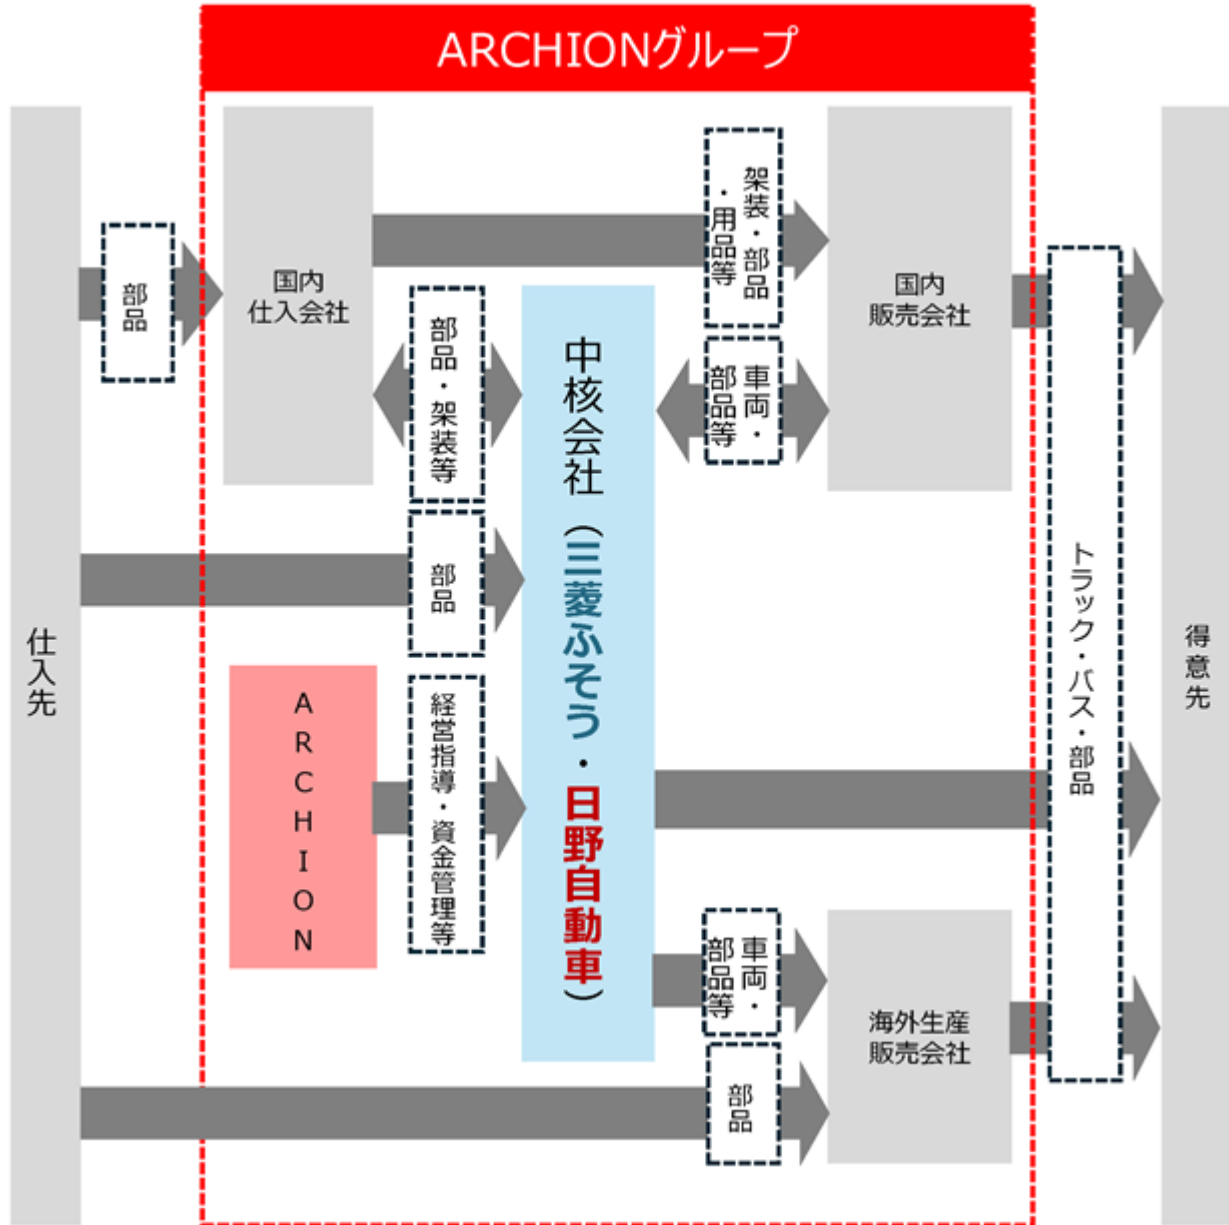 ARCHIONグループ
仕入先
部品
国内
仕入会社
架装・部品
・用品等
国内
販売会社
部品・架装等
車両・
部品等
中核会社（三菱ふそう・日野自動車）
部品
ARCHION
経営指導・資金管理等
車両・
部品等
海外生産
販売会社
部品
トラック・バス・部品
得意先